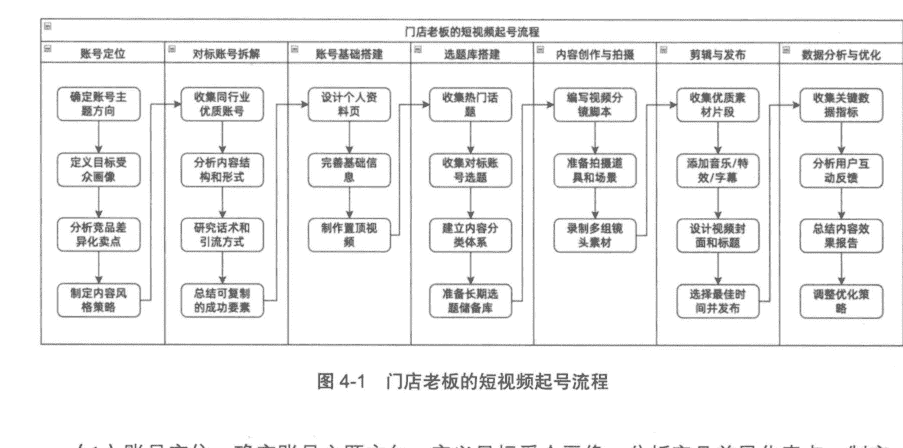 门店老板的短视频起号流程
账号定位
对标账号拆解
账号基础搭建
选题库搭建
内容创作与拍摄
剪辑与发布
数据分析与优化
确定账号主
题方向
定义目标受
众画像
分析竞品差
异化卖点
制定内容风
格策略
收集同行业
优质账号
分析内容结
构和形式
研究话术和
引流方式
总结可复制
的成功要素
设计个人资
料页
完善基础信
息
制作置顶视
频
收集热门话
题
收集对标账
号选题
建立内容分
类体系
准备长期选
题储备库
编写视频分
镜脚本
准备拍摄道
具和场景
录制多组镜
头素材
收集优质素
材片段
添加音乐/特
效/字幕
设计视频封
面和标题
选择最佳时
间并发布
收集关键数
据指标
分析用户互
动反馈
总结内容效
果报告
调整优化策
略
图 4-1 门店老板的短视频起号流程